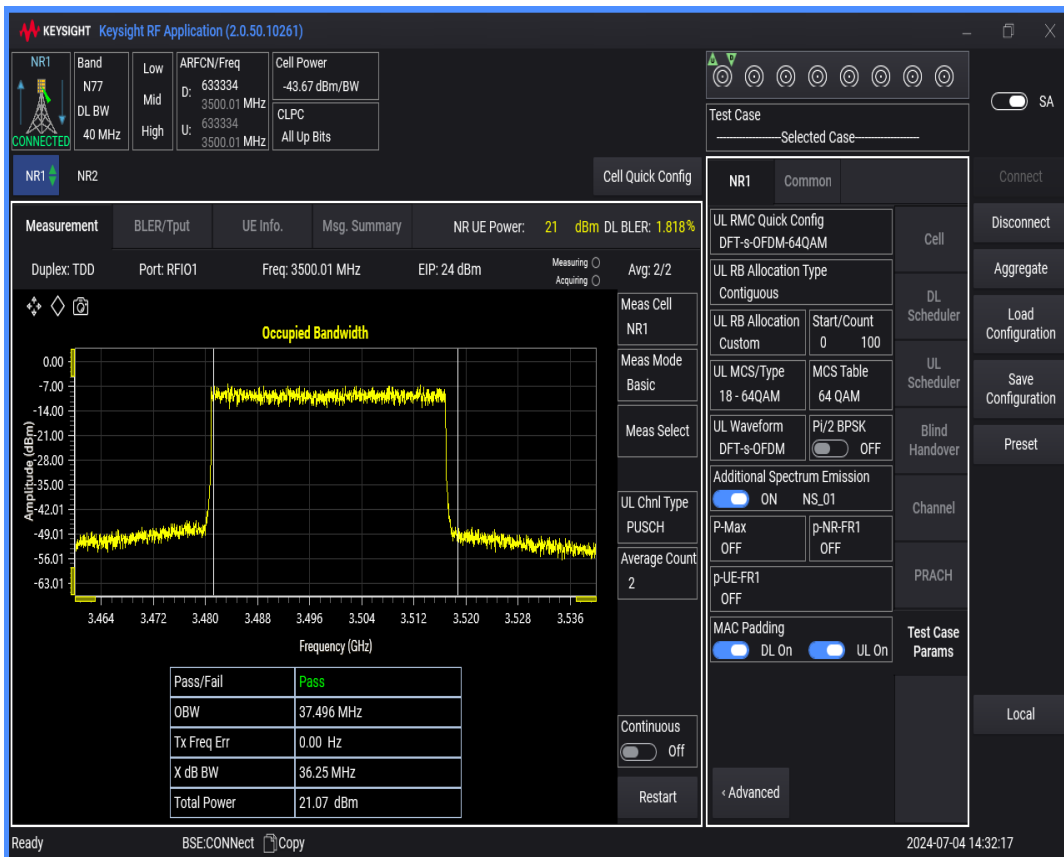 KEYSIGHT Keysight RF Application (2.0.50.10261)
NR1
CONNECTED
Band
N77
DL BW
40 MHz
Low
Mid
High
ARFCN/Freq
D: 633334
3500.01 MHz
U: 633334
3500.01 MHz
Cell Power
-43.67 dBm/BW
CLPC
All Up Bits
Test Case
--------------------Selected Case--------------------
SA
NR1 NR2 Cell Quick Config
NR1 Common
Connect
Disconnect
Aggregate
Load
Configuration
Save
Configuration
Preset
Local
Measurement BLER/Tput UE Info. Msg. Summary NR UE Power: 21 dBm DL BLER: 1.818%
Duplex: TDD Port: RFIO1 Freq: 3500.01 MHz EIP: 24 dBm Measuring Avg: 2/2
Acquiring
Occupied Bandwidth
Amplitude (dBm)
0.00
-7.00
-14.00
-21.00
-28.00
-35.00
-42.01
-49.01
-56.01
-63.01
3.464 3.472 3.480 3.488 3.496 3.504 3.512 3.520 3.528 3.536
Frequency (GHz)
Pass/Fail Pass
OBW 37.496 MHz
Tx Freq Err 0.00 Hz
X dB BW 36.25 MHz
Total Power 21.07 dBm
Meas Cell
NR1
Meas Mode
Basic
Meas Select
UL Chnl Type
PUSCH
Average Count
2
Continuous
Off
Restart
UL RMC Quick Config
DFT-s-OFDM-64QAM
UL RB Allocation Type
Contiguous
UL RB Allocation
Custom
Start/Count
0 100
UL MCS/Type
18 - 64QAM
MCS Table
64 QAM
UL Waveform
DFT-s-OFDM
Pi/2 BPSK
OFF
Additional Spectrum Emission
ON NS_01
P-Max
OFF
p-NR-FR1
OFF
p-UE-FR1
OFF
MAC Padding
DL On UL On
‹ Advanced
Cell
DL
Scheduler
UL
Scheduler
Blind
Handover
Channel
PRACH
Test Case
Params
Ready BSE:CONNect Copy 2024-07-04 14:32:17